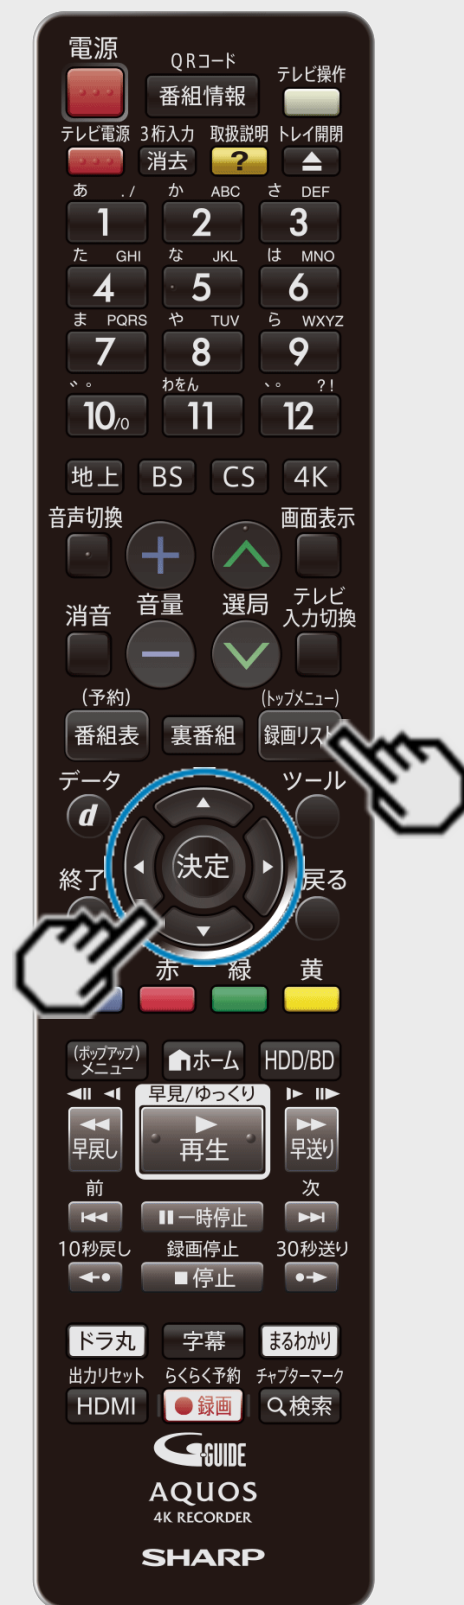 電源
QRコード
テレビ操作
番組情報
テレビ電源 3桁入力 取扱説明 トレイ開閉
消去 ?
あ ./ か ABC さ DEF
1 2 3
た GHI な JKL は MNO
4 5 6
ま PQRS や TUV ら WXYZ
7 8 9
゛゜ わをん 、。 ?!
10/0 11 12
地上 BS CS 4K
音声切換 画面表示
+
消音 音量 選局 テレビ
入力切換
−
(予約) (トップメニュー)
番組表 裏番組 録画リスト
データ ツール
d
決定
終了 戻る
赤 緑 黄
(ポップアップ)
メニュー ホーム HDD/BD
早見/ゆっくり
早戻し 再生 早送り
前 次
一時停止
10秒戻し 録画停止 30秒送り
停止
ドラ丸 字幕 まるわかり
出力リセット らくらく予約 チャプターマーク
HDMI 録画 検索
G-GUIDE
AQUOS
4K RECORDER
SHARP